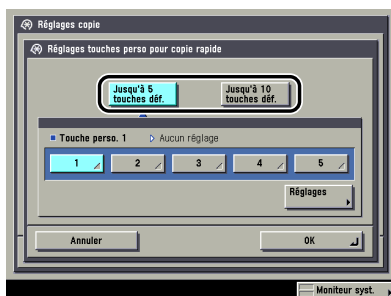 Réglages copie
Réglages touches perso pour copie rapide
Jusqu'à 5
touches déf.
Jusqu'à 10
touches déf.
Touche perso. 1 Aucun réglage
1 2 3 4 5
Réglages
Annuler OK
Moniteur syst.